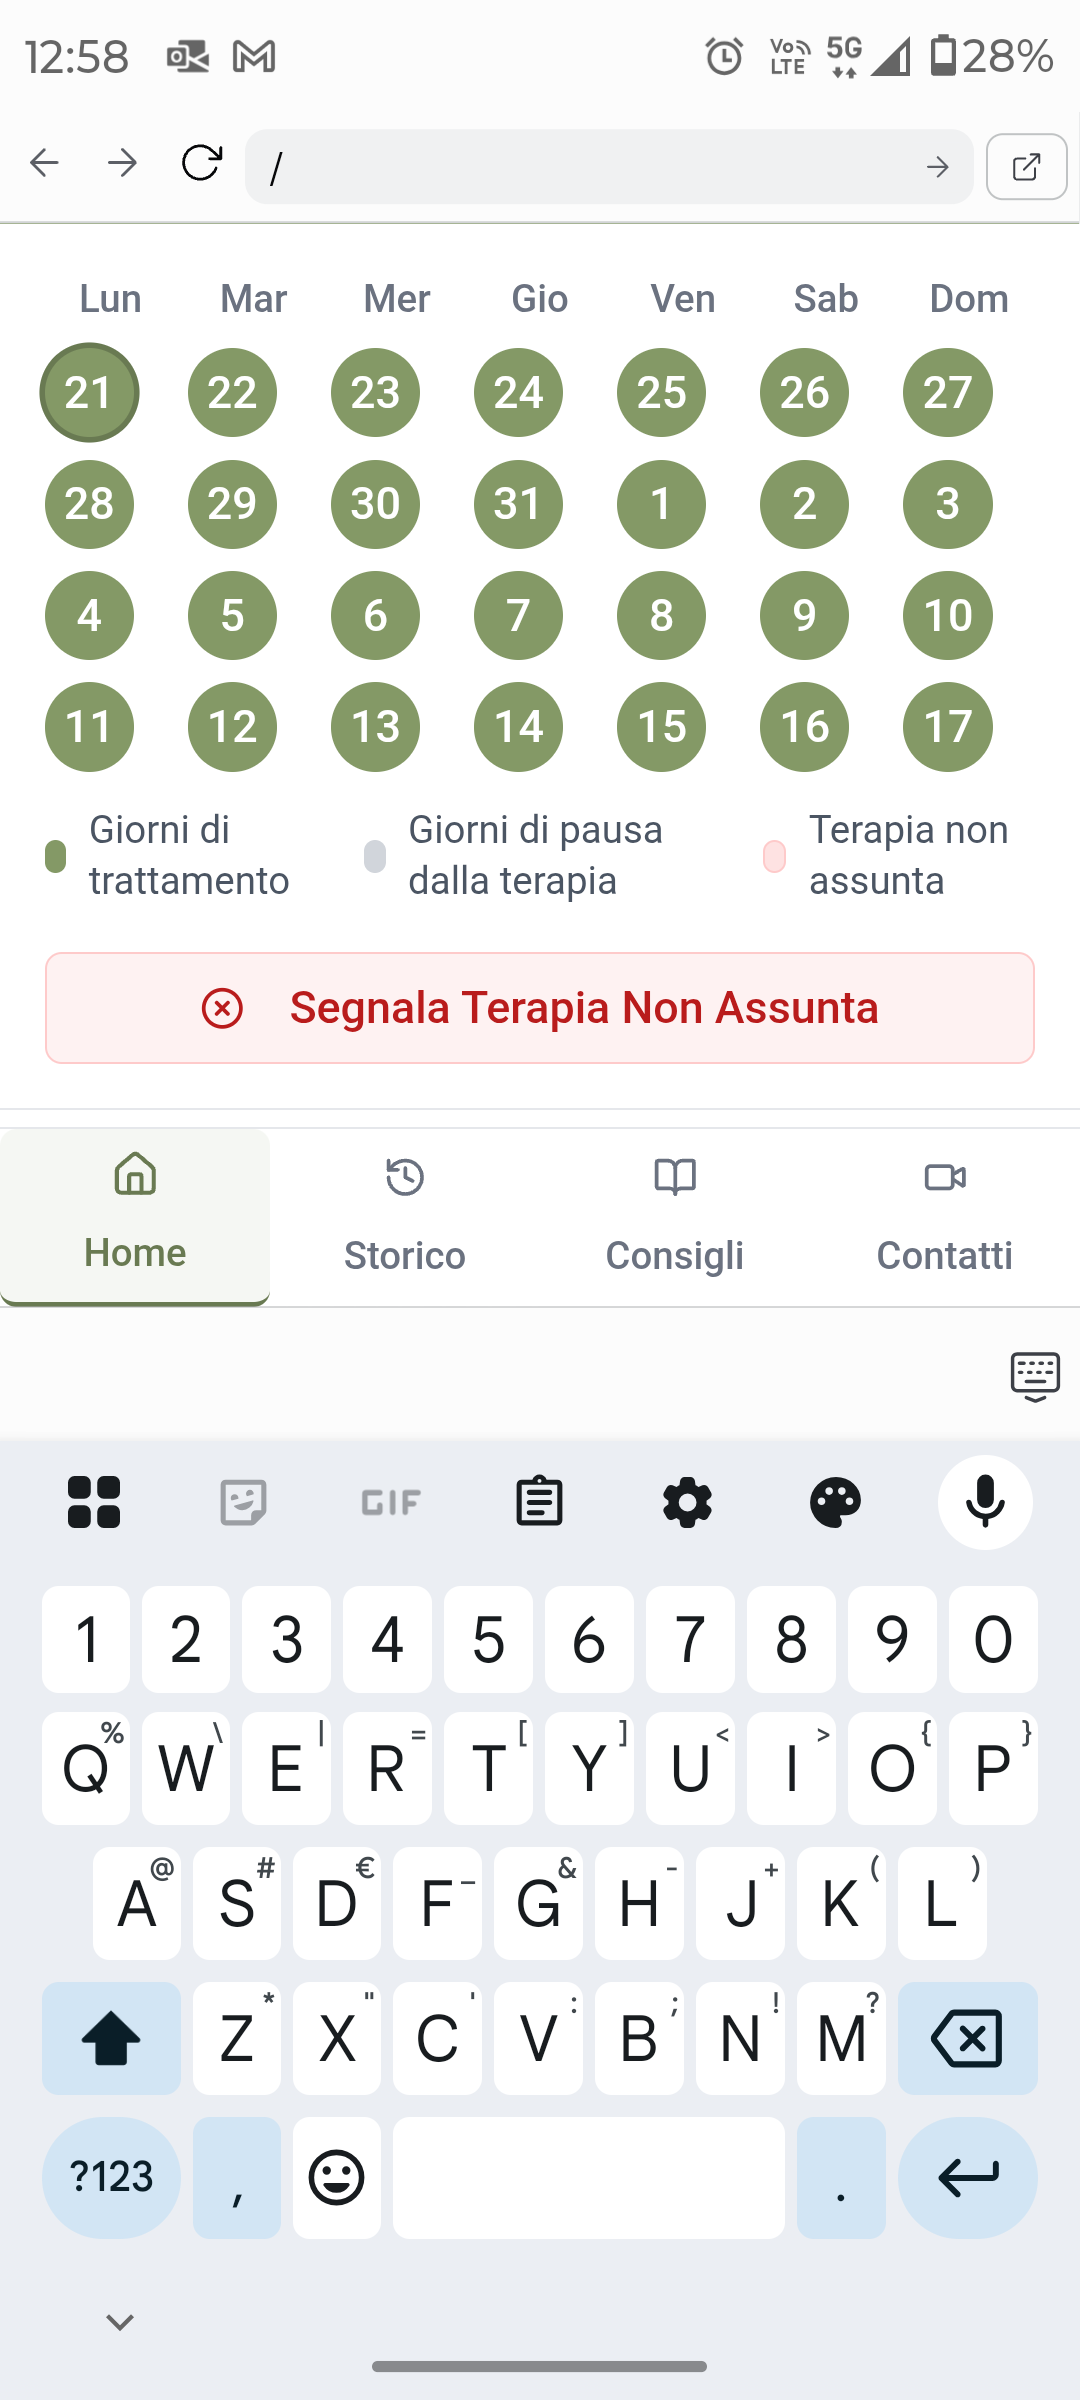 12:58 Vo LTE 5G 28%
/
Lun Mar Mer Gio Ven Sab Dom
21 22 23 24 25 26 27
28 29 30 31 1 2 3
4 5 6 7 8 9 10
11 12 13 14 15 16 17
Giorni di trattamento
Giorni di pausa dalla terapia
Terapia non assunta
Segnala Terapia Non Assunta
Home Storico Consigli Contatti
GIF
1 2 3 4 5 6 7 8 9 0
% \ | = [ ] < > { }
Q W E R T Y U I O P
@ # € _ & - + ( )
A S D F G H J K L
* " ' : ; ! ?
Z X C V B N M
?123 , .